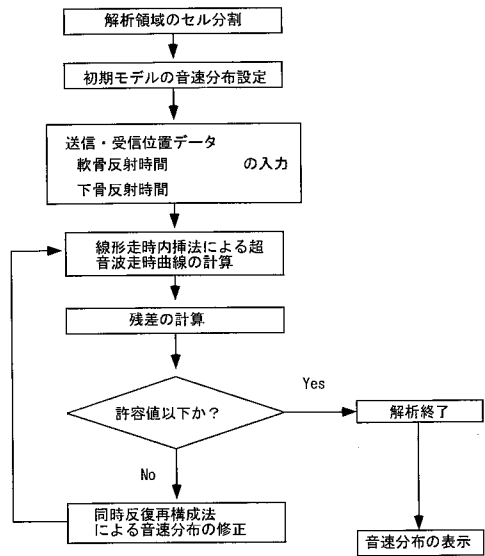 解析領域のセル分割
初期モデルの音速分布設定
送信・受信位置データ
軟骨反射時間 の入力
下骨反射時間
線形走時内挿法による超
音波走時曲線の計算
残差の計算
許容値以下か？
Yes
解析終了
No
同時反復再構成法
による音速分布の修正
音速分布の表示